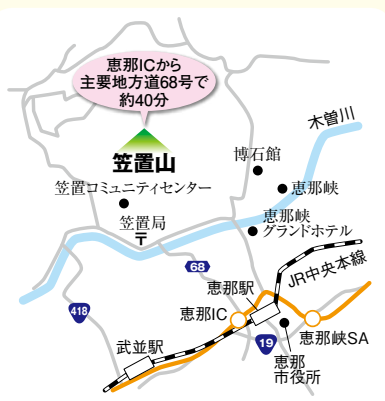 恵那ICから
主要地方道68号で
約40分
笠置山
木曽川
博石館
笠置コミュニティセンター
恵那峡
笠置局
〒
恵那峡
グランドホテル
68
JR中央本線
恵那駅
418
恵那IC
恵那峡SA
武並駅
19
恵那
市役所